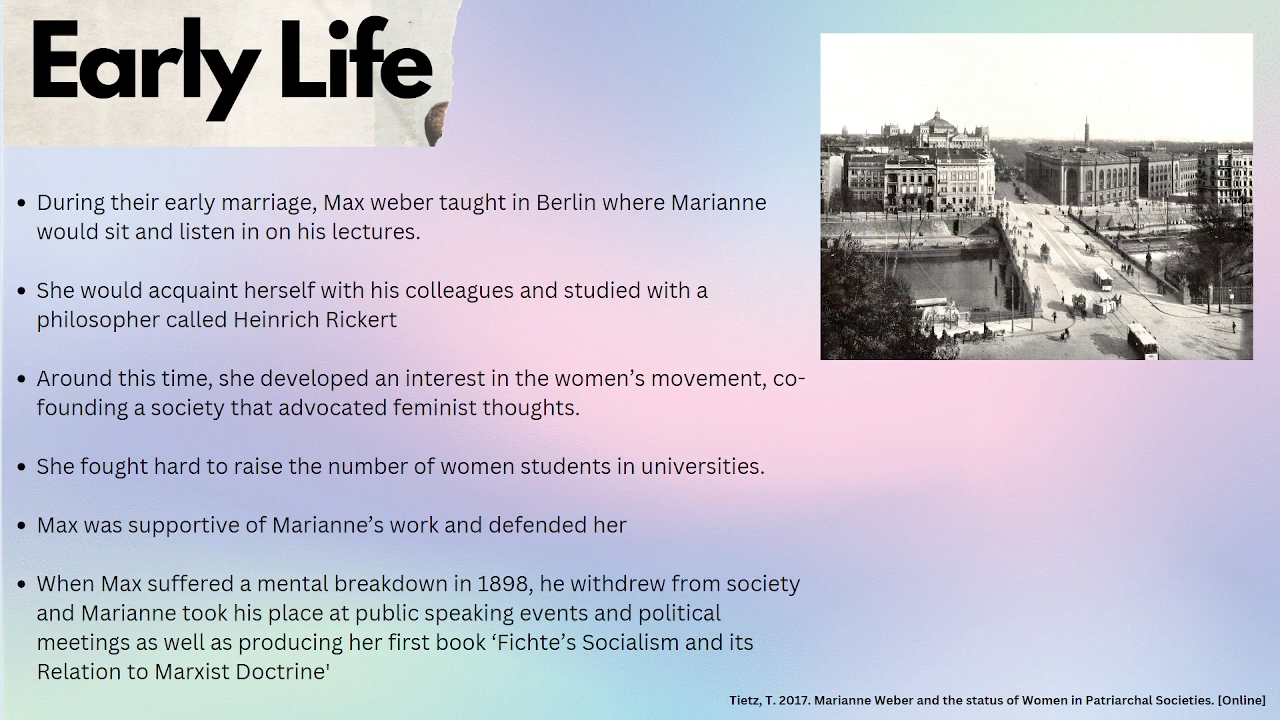 Early Life
• During their early marriage, Max weber taught in Berlin where Marianne
would sit and listen in on his lectures.
• She would acquaint herself with his colleagues and studied with a
philosopher called Heinrich Rickert
• Around this time, she developed an interest in the women’s movement, co-
founding a society that advocated feminist thoughts.
• She fought hard to raise the number of women students in universities.
• Max was supportive of Marianne’s work and defended her
• When Max suffered a mental breakdown in 1898, he withdrew from society
and Marianne took his place at public speaking events and political
meetings as well as producing her first book ‘Fichte’s Socialism and its
Relation to Marxist Doctrine'
Tietz, T. 2017. Marianne Weber and the status of Women in Patriarchal Societies. [Online]